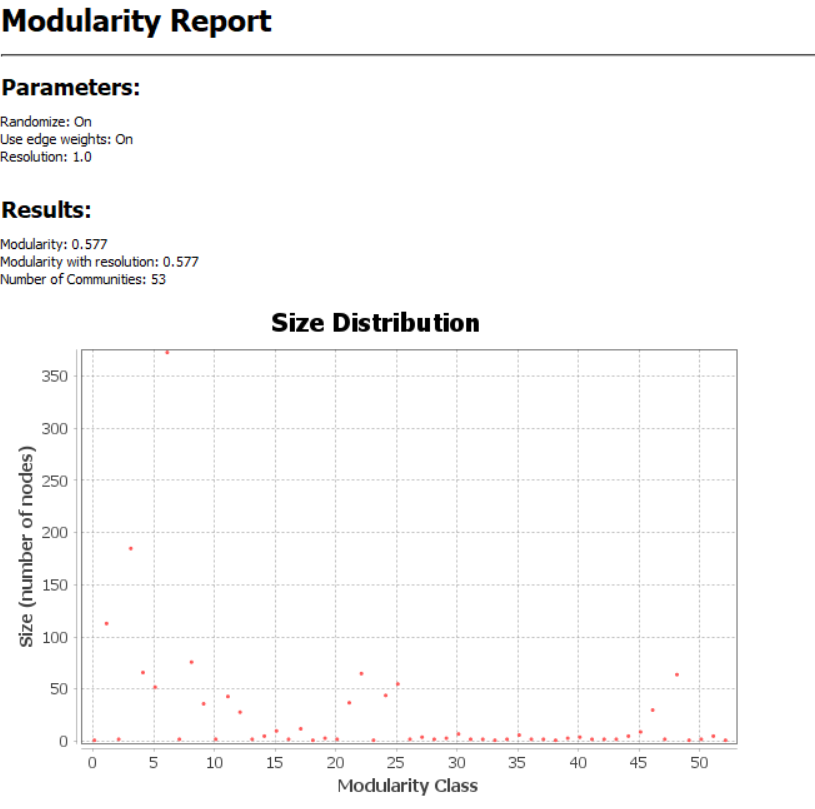 Modularity Report
Parameters:
Randomize: On
Use edge weights: On
Resolution: 1.0
Results:
Modularity: 0.577
Modularity with resolution: 0.577
Number of Communities: 53
Size Distribution
350
300
250
200
150
100
50
0
Size (number of nodes)
0 5 10 15 20 25 30 35 40 45 50
Modularity Class